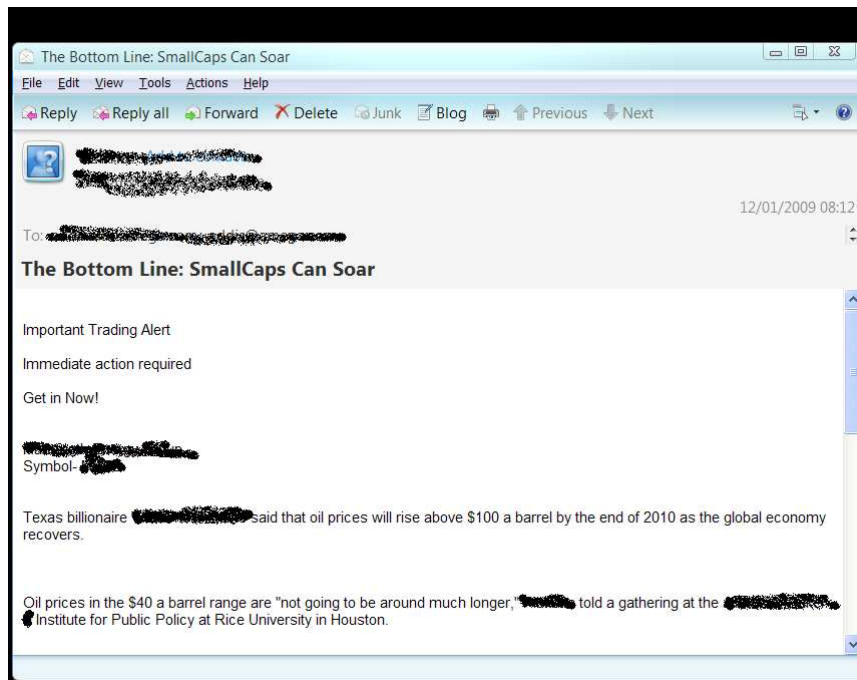 The Bottom Line: SmallCaps Can Soar
File Edit View Tools Actions Help
Reply Reply all Forward Delete Junk Blog Previous Next
12/01/2009 08:12
To:
The Bottom Line: SmallCaps Can Soar
Important Trading Alert
Immediate action required
Get in Now!
Symbol-
Texas billionaire said that oil prices will rise above $100 a barrel by the end of 2010 as the global economy
recovers.
Oil prices in the $40 a barrel range are "not going to be around much longer," told a gathering at the
Institute for Public Policy at Rice University in Houston.